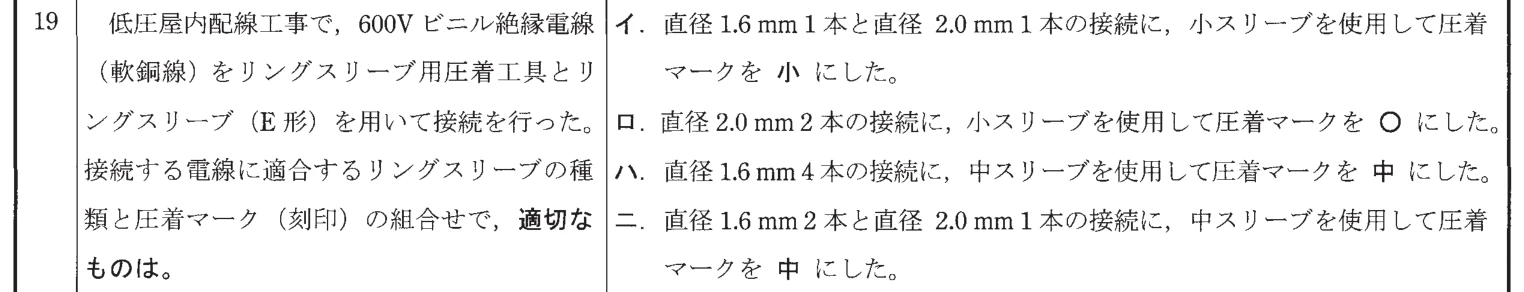 19
低圧屋内配線工事で，600V ビニル絶縁電線
（軟銅線）をリングスリーブ用圧着工具とリ
ングスリーブ（E 形）を用いて接続を行った。
接続する電線に適合するリングスリーブの種
類と圧着マーク（刻印）の組合せで，適切な
ものは。
イ．直径 1.6 mm 1 本と直径 2.0 mm 1 本の接続に，小スリーブを使用して圧着
マークを 小 にした。
ロ．直径 2.0 mm 2 本の接続に，小スリーブを使用して圧着マークを ○ にした。
ハ．直径 1.6 mm 4 本の接続に，中スリーブを使用して圧着マークを 中 にした。
ニ．直径 1.6 mm 2 本と直径 2.0 mm 1 本の接続に，中スリーブを使用して圧着
マークを 中 にした。